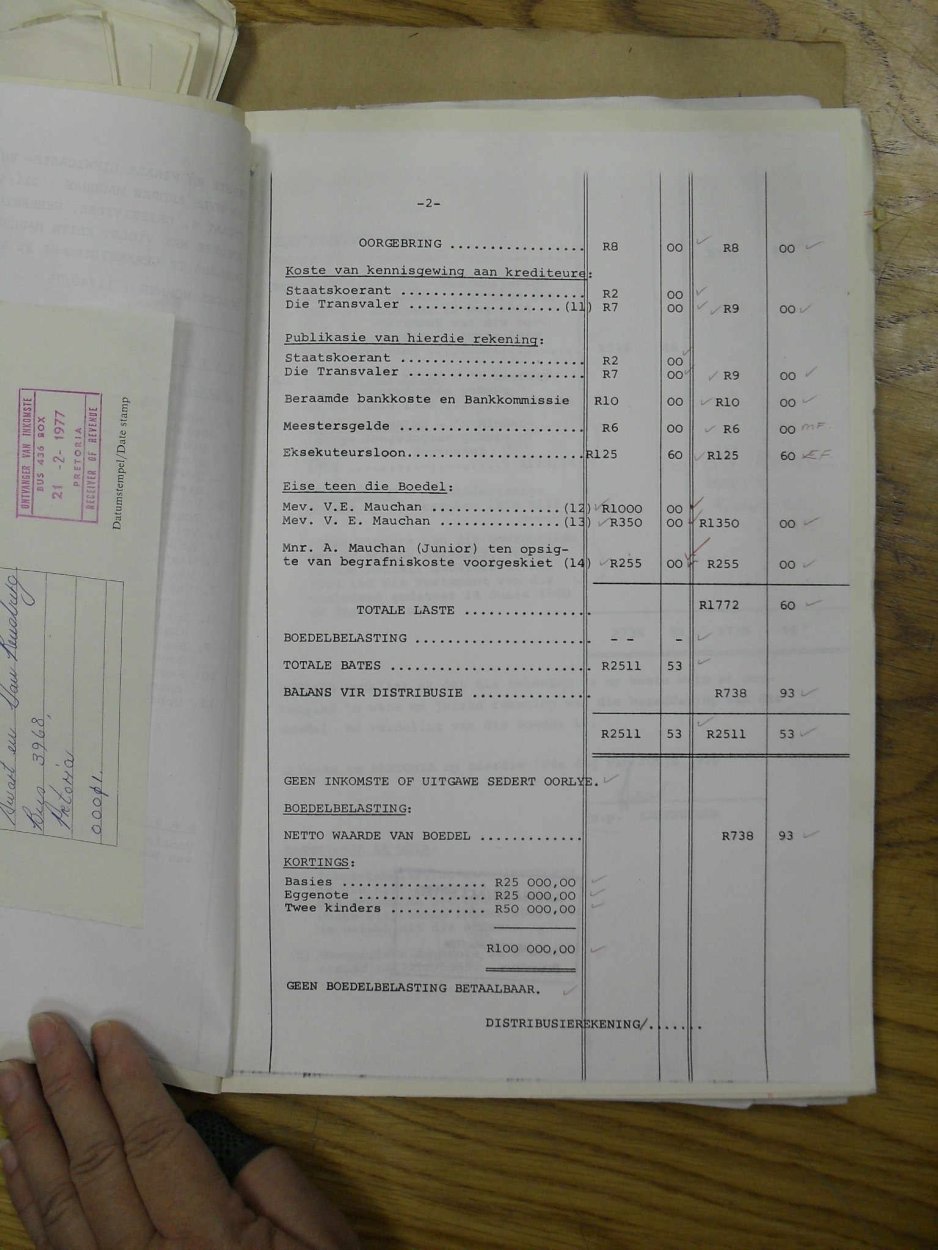 -2-
OORGEBRING ................ R8 00 R8 00
Koste van kennisgewing aan krediteure:
Staatskoerant ...................... R2 00
Die Transvaler ..................(11) R7 00 R9 00
Publikasie van hierdie rekening:
Staatskoerant ...................... R2 00
Die Transvaler ..................... R7 00 R9 00
Beraamde bankkoste en Bankkommissie R10 00 R10 00
Meestersgelde ...................... R6 00 R6 00 MF.
Eksekuteursloon..................... R125 60 R125 60 EF
Eise teen die Boedel:
Mev. V.E. Mauchan ...............(12) R1000 00
Mev. V. E. Mauchan ..............(13) R350 00 R1350 00
Mnr. A. Mauchan (Junior) ten opsig-
te van begrafniskoste voorgeskiet (14) R255 00 R255 00
TOTALE LASTE .............. R1772 60
BOEDELBELASTING .................... - - - 
TOTALE BATES ....................... R2511 53
BALANS VIR DISTRIBUSIE ............. R738 93
R2511 53 R2511 53
GEEN INKOMSTE OF UITGAWE SEDERT OORLYE.
BOEDELBELASTING:
NETTO WAARDE VAN BOEDEL ............ R738 93
KORTINGS:
Basies ................. R25 000,00
Eggenote ............... R25 000,00
Twee kinders ........... R50 000,00
R100 000,00
GEEN BOEDELBELASTING BETAALBAAR.
DISTRIBUSIEREKENING/.......
ONTVANGER VAN INKOMSTE
BUS 436 BOX
21 -2- 1977
PRETORIA
RECEIVER OF REVENUE
Datumstempel/Date stamp
Swart en Van Rensburg
Bus 3968,
Pretoria
0001.